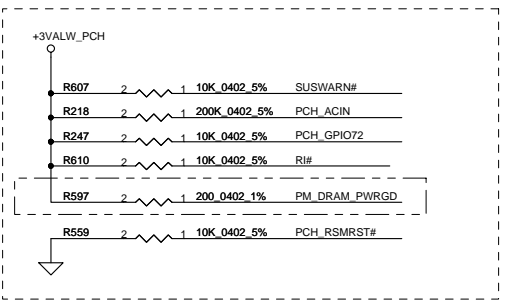 +3VALW_PCH
R607 2 1 10K_0402_5% SUSWARN#
R218 2 1 200K_0402_5% PCH_ACIN
R247 2 1 10K_0402_5% PCH_GPIO72
R610 2 1 10K_0402_5% RI#
R597 2 1 200_0402_1% PM_DRAM_PWRGD
R559 2 1 10K_0402_5% PCH_RSMRST#